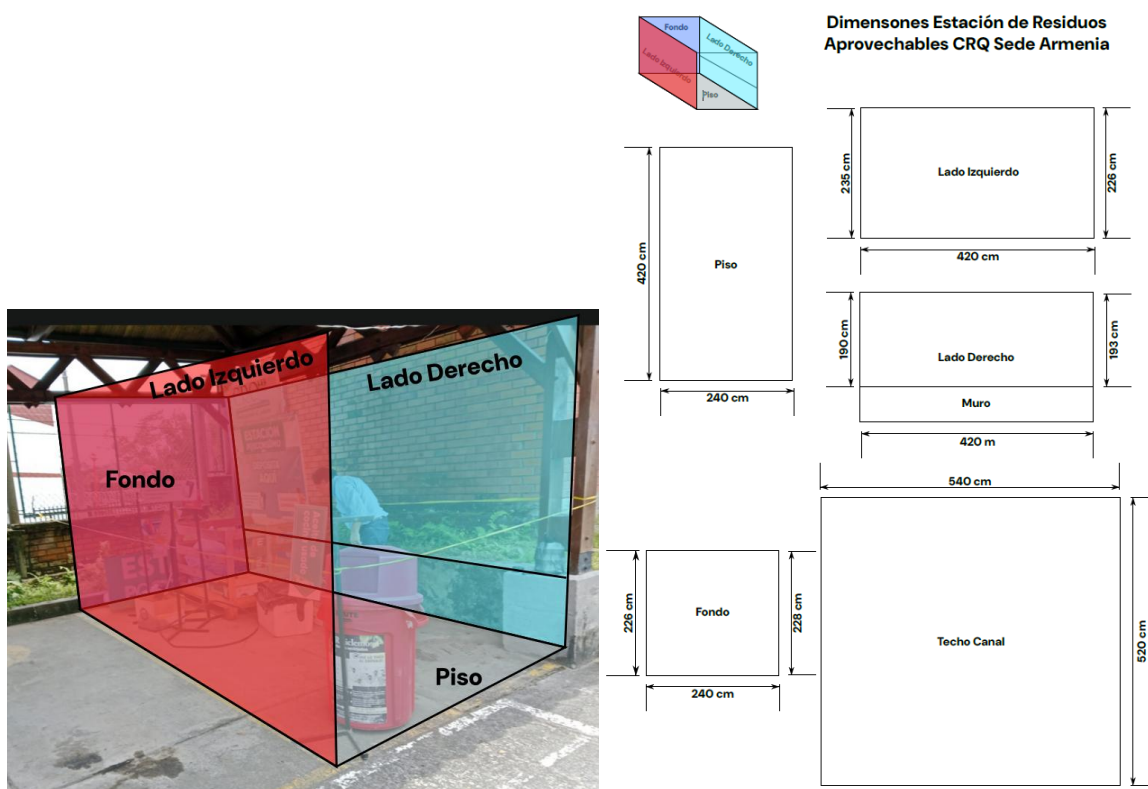 Dimensones Estación de Residuos
Aprovechables CRQ Sede Armenia
Fondo
Lado Derecho
Lado Izquierdo
Piso
235 cm
Lado Izquierdo
226 cm
420 cm
420 cm
Piso
240 cm
190 cm
Lado Derecho
193 cm
Muro
420 m
Lado Izquierdo
Lado Derecho
Fondo
Piso
226 cm
Fondo
228 cm
240 cm
540 cm
Techo Canal
520 cm